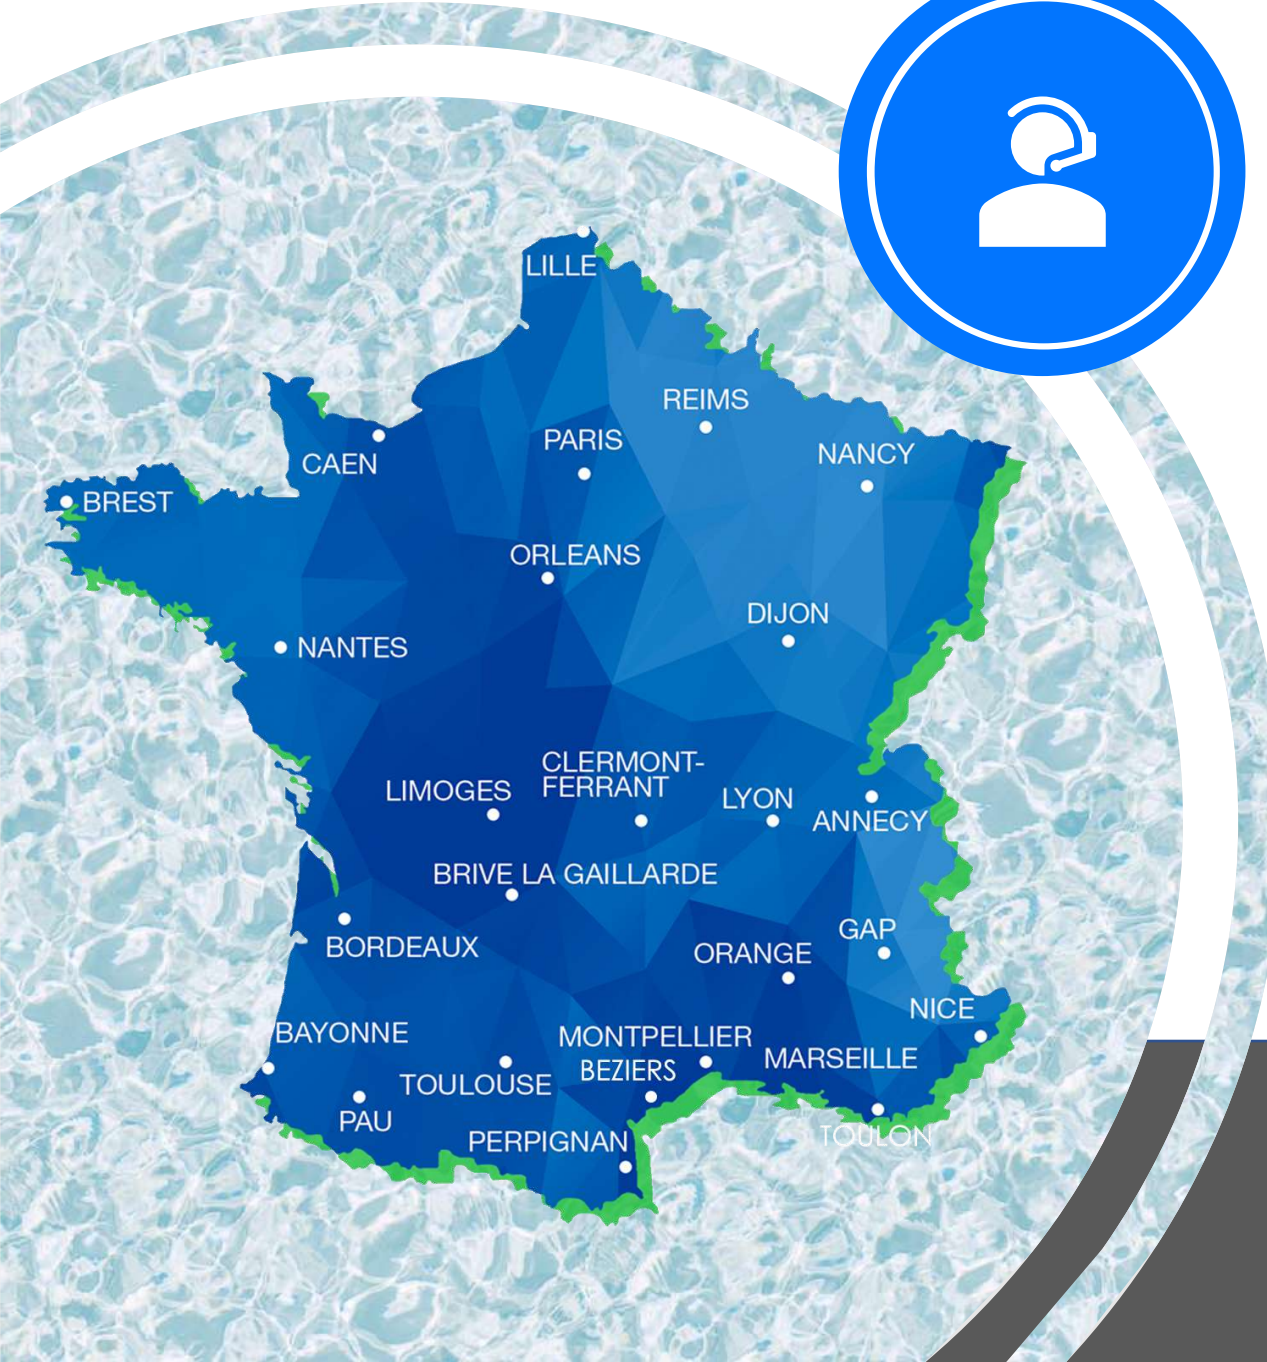 LILLE
REIMS
PARIS
NANCY
CAEN
BREST
ORLEANS
DIJON
NANTES
CLERMONT-
FERRANT
LIMOGES
LYON
ANNECY
BRIVE LA GAILLARDE
GAP
BORDEAUX
ORANGE
NICE
BAYONNE
MONTPELLIER
MARSEILLE
BEZIERS
TOULOUSE
PAU
TOULON
PERPIGNAN